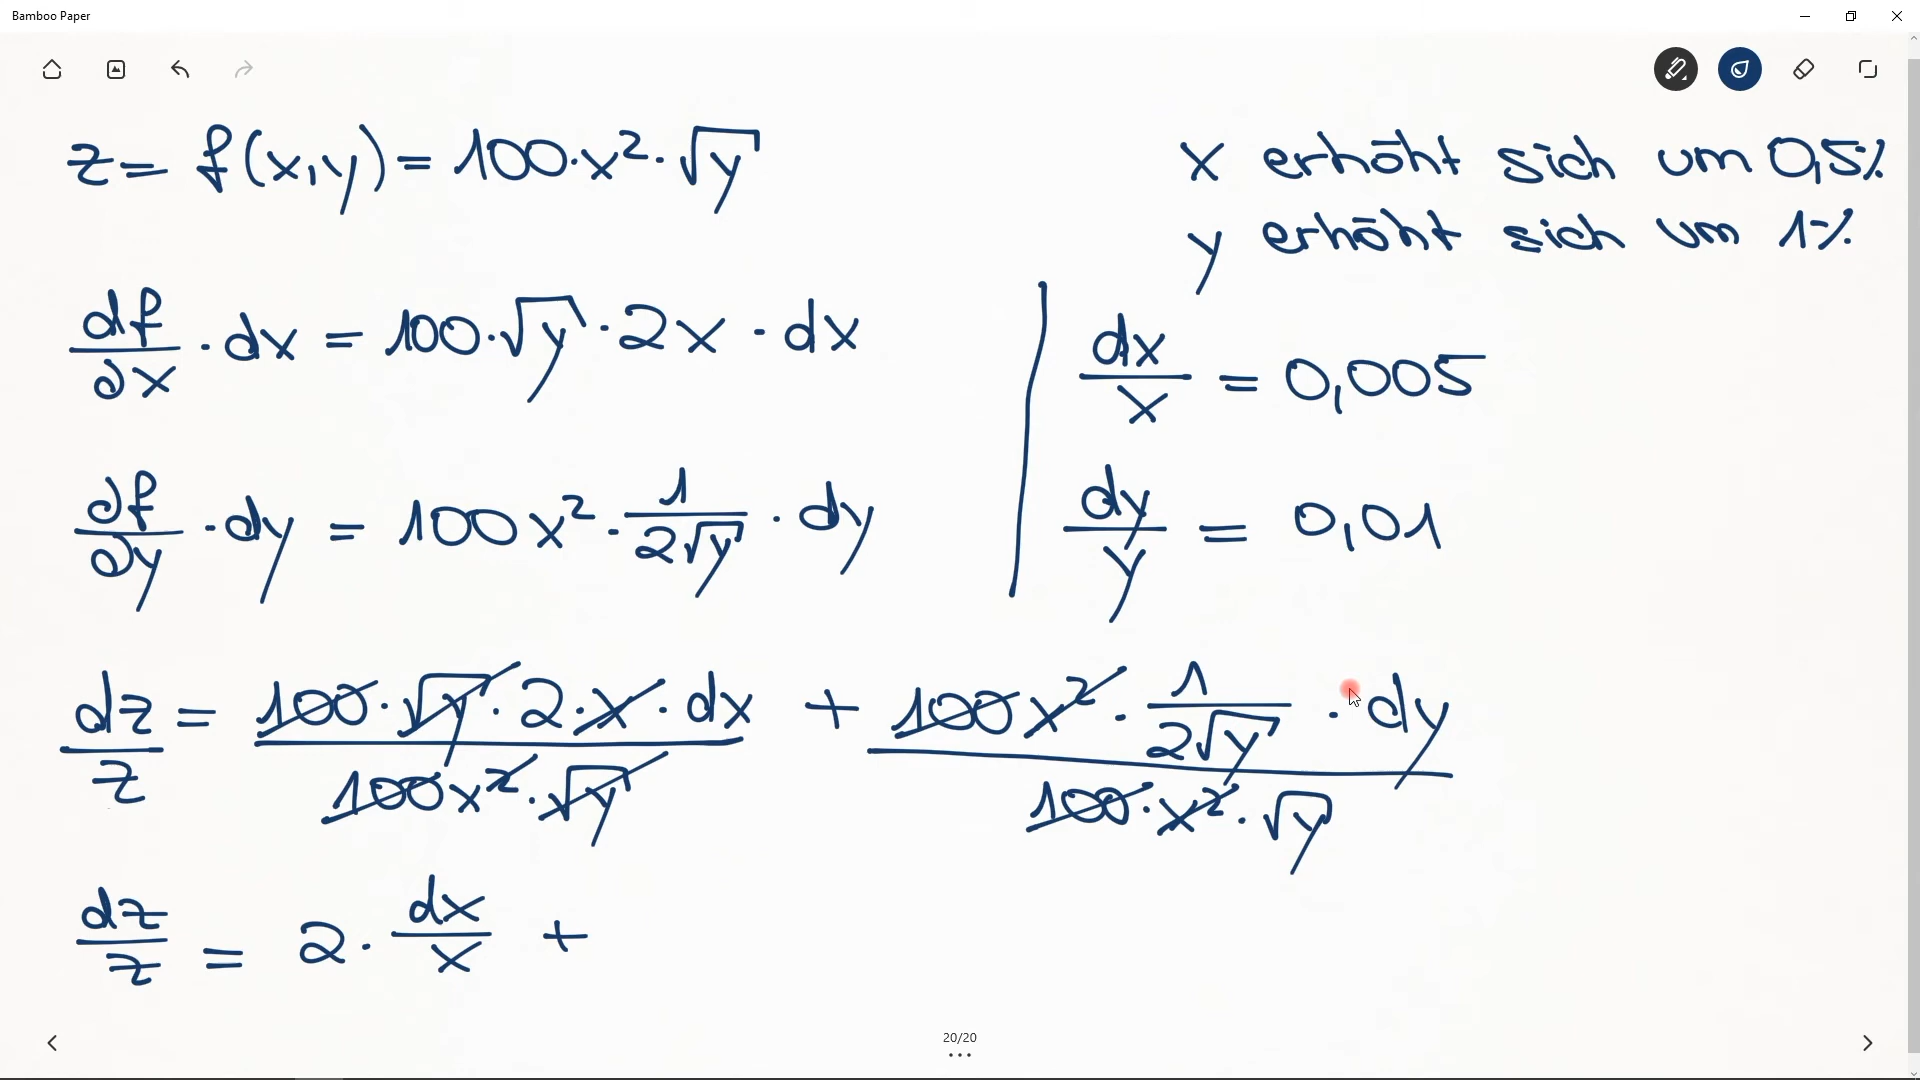 Bamboo Paper
z = f(x,y) = 100·x²·√y
x erhöht sich um 0,5%
y erhöht sich um 1%
df/∂x · dx = 100·√y · 2x · dx
dx/x = 0,005
∂f/∂y · dy = 100x² · 1/(2√y) · dy
dy/y = 0,01
dz/z = (100·√y·2·x·dx)/(100x²·√y) + (100x² · 1/(2√y) · dy)/(100·x²·√y)
dz/z = 2 · dx/x +
20/20